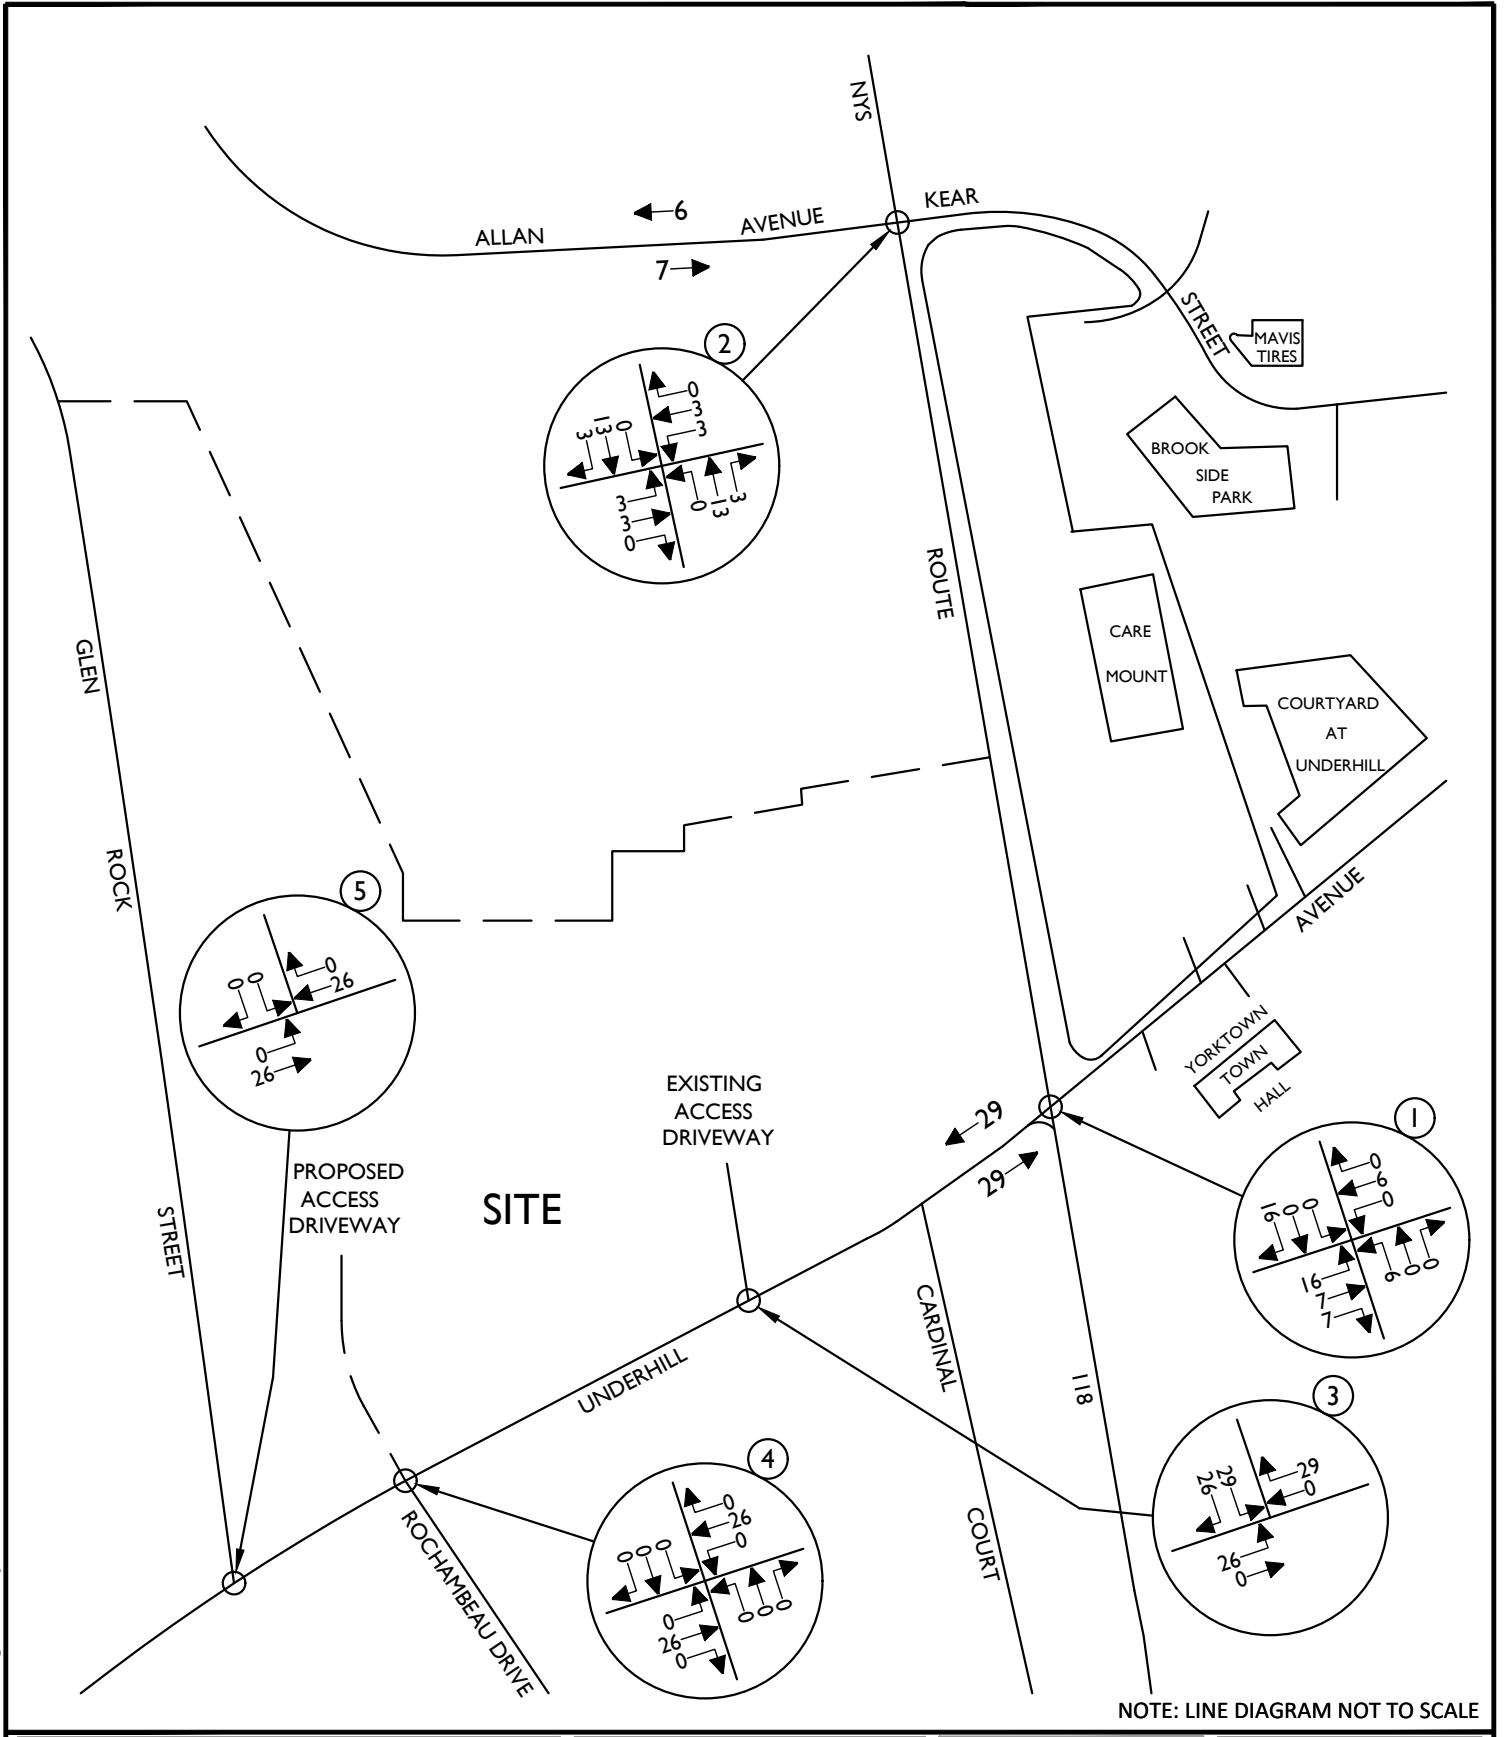 NYS
KEAR
6
ALLAN
AVENUE
7
STREET
MAVIS
TIRES
2
0
3
3
3
13
0
3
3
0
0
13
3
BROOK
SIDE
PARK
ROUTE
CARE
MOUNT
COURTYARD
AT
UNDERHILL
GLEN
ROCK
STREET
AVENUE
5
0
0
0
26
0
26
YORKTOWN
TOWN
HALL
EXISTING
ACCESS
DRIVEWAY
29
29
PROPOSED
ACCESS
DRIVEWAY
SITE
1
0
6
0
16
0
0
16
7
7
6
0
0
CARDINAL
COURT
118
UNDERHILL
3
26
29
29
0
26
0
4
0
26
0
0
0
0
0
26
0
0
0
0
ROCHAMBEAU DRIVE
NOTE: LINE DIAGRAM NOT TO SCALE